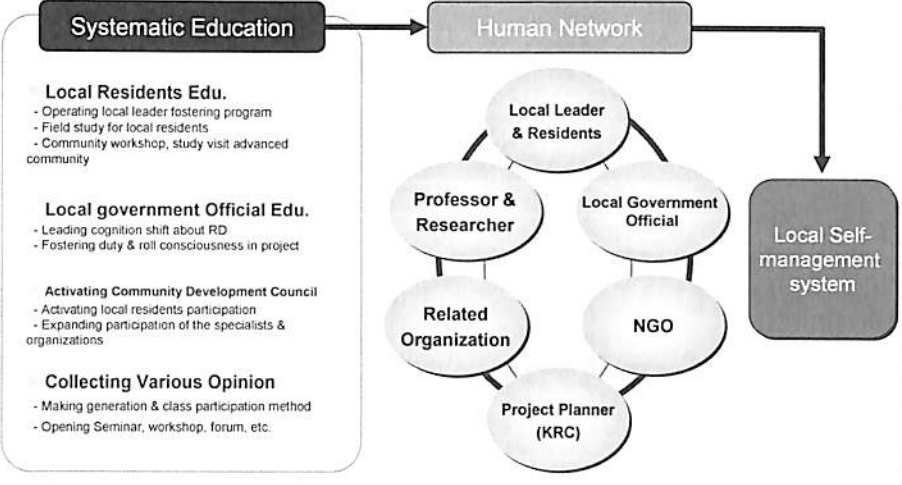 Systematic Education
Human Network
Local Residents Edu.
- Operating local leader fostering program
- Field study for local residents
- Community workshop, study visit advanced
community
Local government Official Edu.
- Leading cognition shift about RD
- Fostering duty & roll consciousness in project
Activating Community Development Council
- Activating local residents participation
- Expanding participation of the specialists &
organizations
Collecting Various Opinion
- Making generation & class participation method
- Opening Seminar, workshop, forum, etc.
Local Leader
& Residents
Professor &
Researcher
Local Government
Official
Related
Organization
NGO
Project Planner
(KRC)
Local Self-
management
system